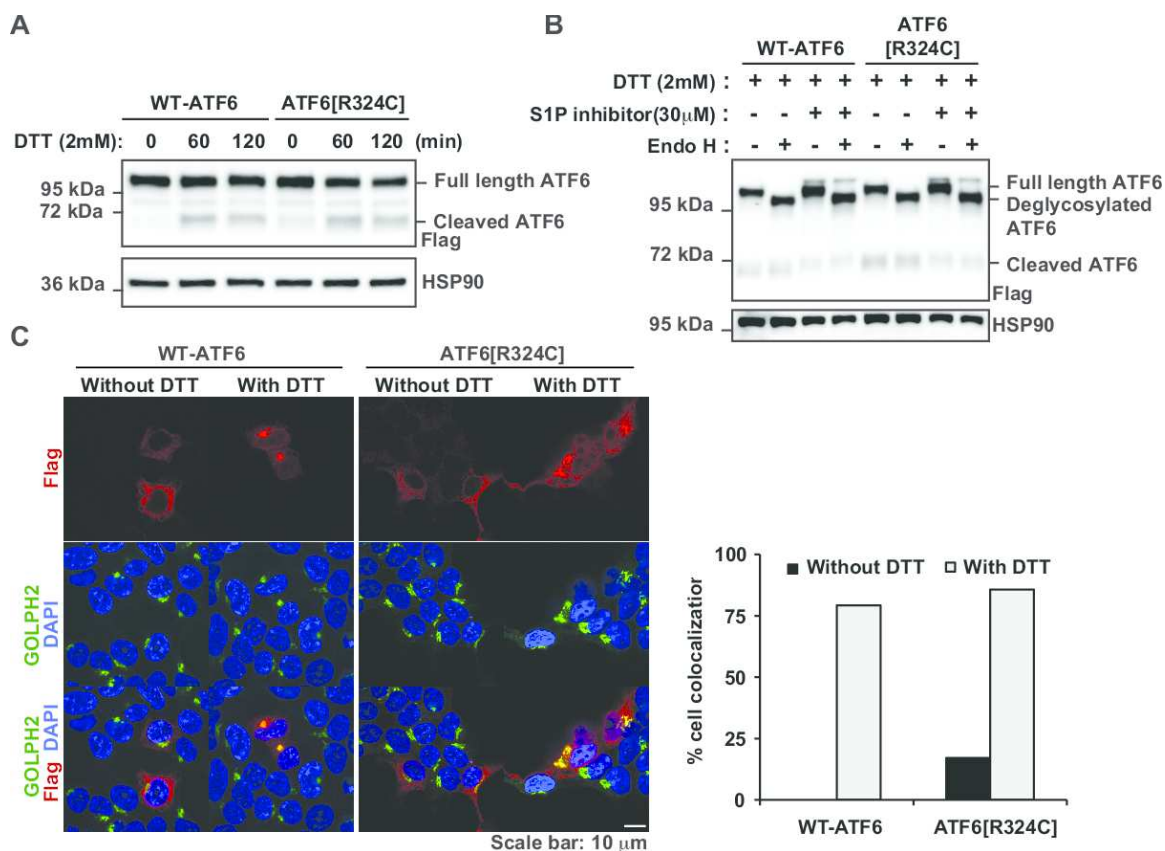 A
WT-ATF6 ATF6[R324C]
DTT (2mM): 0 60 120 0 60 120 (min)
95 kDa
72 kDa
Full length ATF6
Cleaved ATF6
Flag
36 kDa
HSP90
B
WT-ATF6
ATF6
[R324C]
DTT (2mM) : + + + + + + + +
S1P inhibitor(30µM) : - - + + - - + +
Endo H : - + - + - + - +
95 kDa
72 kDa
Full length ATF6
Deglycosylated
ATF6
Cleaved ATF6
Flag
95 kDa
HSP90
C
WT-ATF6 ATF6[R324C]
Without DTT With DTT Without DTT With DTT
Flag
GOLPH2
DAPI
GOLPH2
Flag DAPI
Scale bar: 10 µm
% cell colocalizatior
100
75
50
25
0
Without DTT With DTT
WT-ATF6 ATF6[R324C]